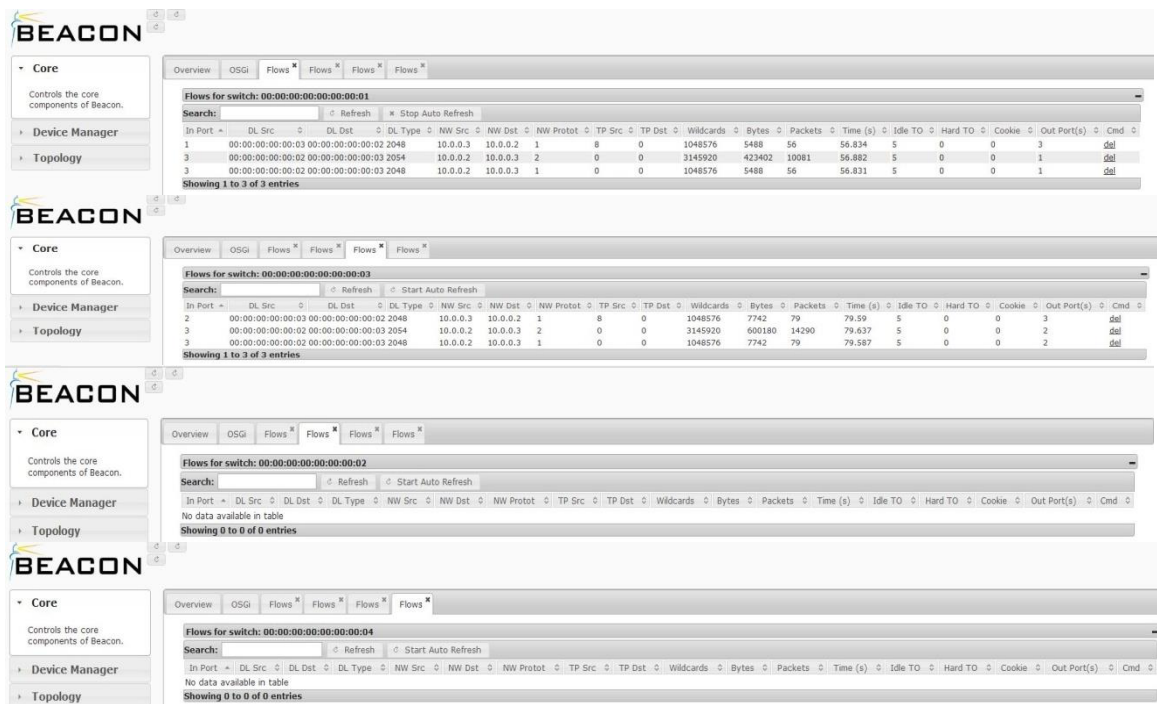 BEACON
Core
Controls the core
components of Beacon.
Device Manager
Topology
Overview OSGi Flows Flows Flows Flows
Flows for switch: 00:00:00:00:00:00:00:01
Search: Refresh Stop Auto Refresh
In Port DL Src DL Dst DL Type NW Src NW Dst NW Protot TP Src TP Dst Wildcards Bytes Packets Time (s) Idle TO Hard TO Cookie Out Port(s) Cmd
1 00:00:00:00:00:03 00:00:00:00:00:02 2048 10.0.0.3 10.0.0.2 1 8 0 1048576 5488 56 56.834 5 0 0 3 del
3 00:00:00:00:00:02 00:00:00:00:00:03 2054 10.0.0.2 10.0.0.3 2 0 0 3145920 423402 10081 56.882 5 0 0 1 del
3 00:00:00:00:00:02 00:00:00:00:00:03 2048 10.0.0.2 10.0.0.3 1 0 0 1048576 5488 56 56.831 5 0 0 1 del
Showing 1 to 3 of 3 entries
BEACON
Core
Controls the core
components of Beacon.
Device Manager
Topology
Overview OSGi Flows Flows Flows Flows
Flows for switch: 00:00:00:00:00:00:00:03
Search: Refresh Start Auto Refresh
In Port DL Src DL Dst DL Type NW Src NW Dst NW Protot TP Src TP Dst Wildcards Bytes Packets Time (s) Idle TO Hard TO Cookie Out Port(s) Cmd
2 00:00:00:00:00:03 00:00:00:00:00:02 2048 10.0.0.3 10.0.0.2 1 8 0 1048576 7742 79 79.59 5 0 0 3 del
3 00:00:00:00:00:02 00:00:00:00:00:03 2054 10.0.0.2 10.0.0.3 2 0 0 3145920 600180 14290 79.637 5 0 0 2 del
3 00:00:00:00:00:02 00:00:00:00:00:03 2048 10.0.0.2 10.0.0.3 1 0 0 1048576 7742 79 79.587 5 0 0 2 del
Showing 1 to 3 of 3 entries
BEACON
Core
Controls the core
components of Beacon.
Device Manager
Topology
Overview OSGi Flows Flows Flows Flows
Flows for switch: 00:00:00:00:00:00:00:02
Search: Refresh Start Auto Refresh
In Port DL Src DL Dst DL Type NW Src NW Dst NW Protot TP Src TP Dst Wildcards Bytes Packets Time (s) Idle TO Hard TO Cookie Out Port(s) Cmd
No data available in table
Showing 0 to 0 of 0 entries
BEACON
Core
Controls the core
components of Beacon.
Device Manager
Topology
Overview OSGi Flows Flows Flows Flows
Flows for switch: 00:00:00:00:00:00:00:04
Search: Refresh Start Auto Refresh
In Port DL Src DL Dst DL Type NW Src NW Dst NW Protot TP Src TP Dst Wildcards Bytes Packets Time (s) Idle TO Hard TO Cookie Out Port(s) Cmd
No data available in table
Showing 0 to 0 of 0 entries